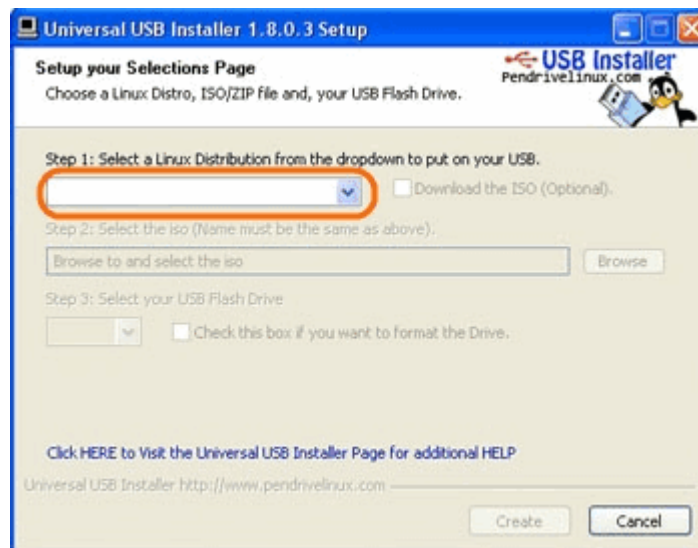 Universal USB Installer 1.8.0.3 Setup
Setup your Selections Page
Choose a Linux Distro, ISO/ZIP file and, your USB Flash Drive.
USB Installer
Pendrivelinux.com
Step 1: Select a Linux Distribution from the dropdown to put on your USB.
Download the ISO (Optional).
Step 2: Select the iso (Name must be the same as above).
Browse to and select the iso
Browse
Step 3: Select your USB Flash Drive
Check this box if you want to format the Drive.
Click HERE to Visit the Universal USB Installer Page for additional HELP
Universal USB Installer http://www.pendrivelinux.com
Create
Cancel